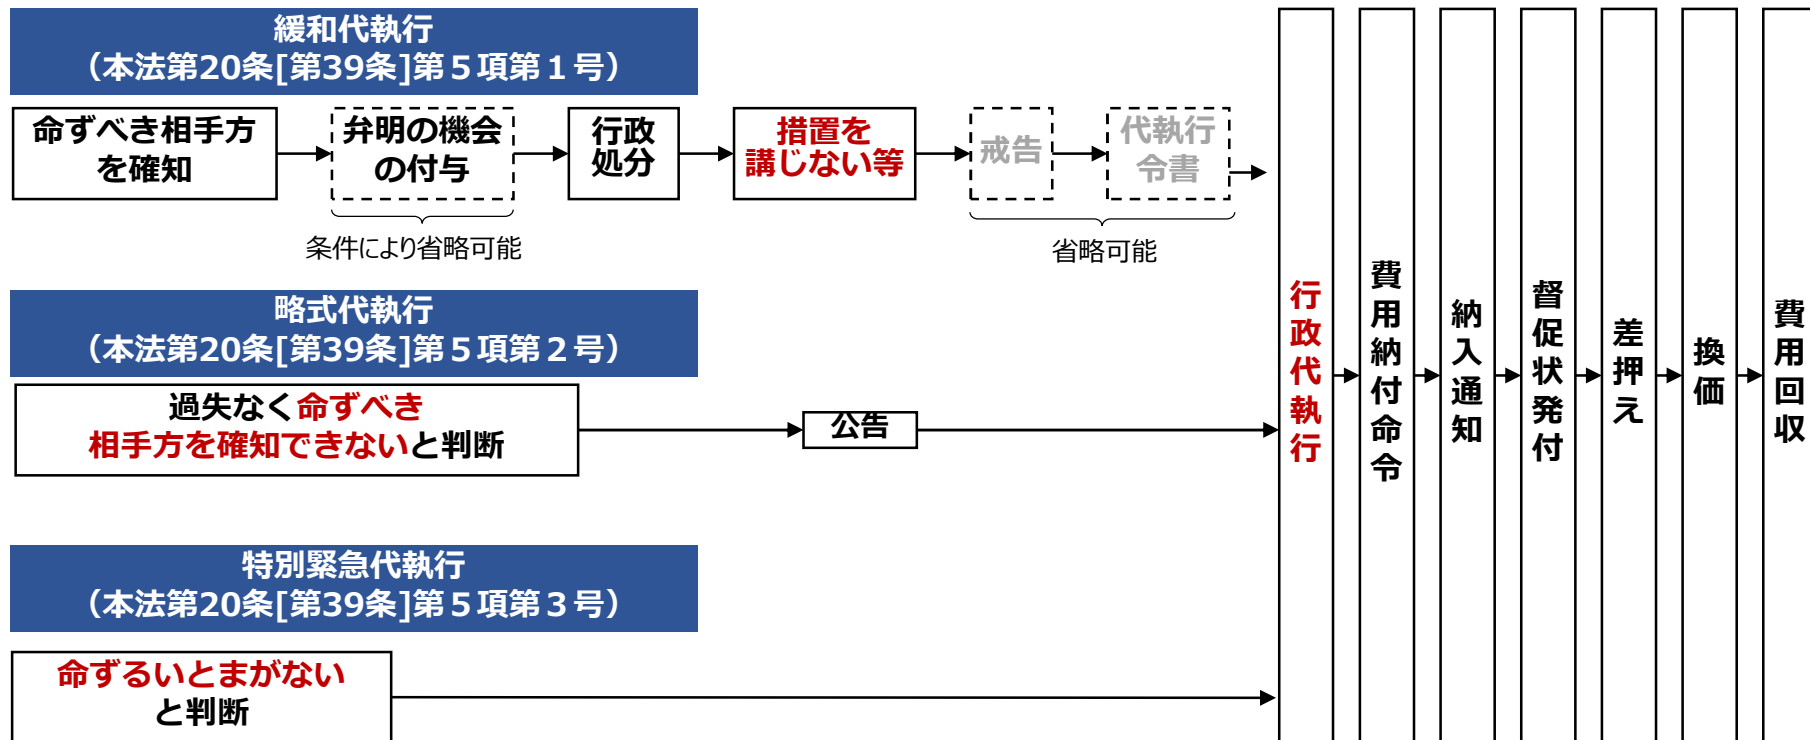 緩和代執行
（本法第20条[第39条]第５項第１号）
命ずべき相手方
を確知
弁明の機会
の付与
行政
処分
措置を
講じない等
戒告
代執行
令書
条件により省略可能
省略可能
略式代執行
（本法第20条[第39条]第５項第２号）
過失なく命ずべき
相手方を確知できないと判断
公告
特別緊急代執行
（本法第20条[第39条]第５項第３号）
命ずるいとまがない
と判断
行政代執行
費用納付命令
納入通知
督促状発付
差押え
換価
費用回収